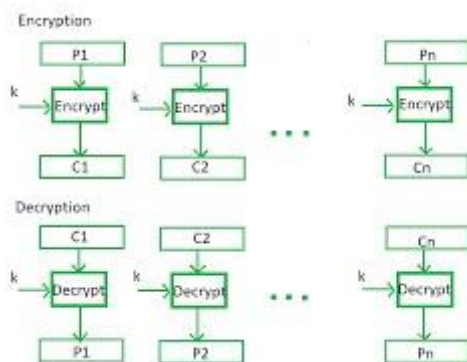 Encryption
P1 P2 Pn
k Encrypt k Encrypt k Encrypt
C1 C2 Cn
Decryption
C1 C2 Cn
k Decrypt k Decrypt k Decrypt
P1 P2 Pn